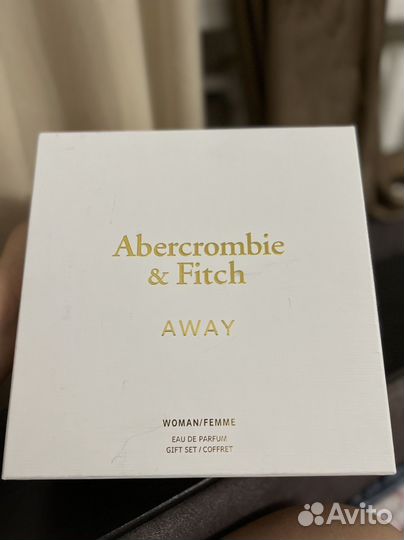 Abercrombie
& Fitch
AWAY
WOMAN/FEMME
EAU DE PARFUM
GIFT SET / COFFRET
Avito